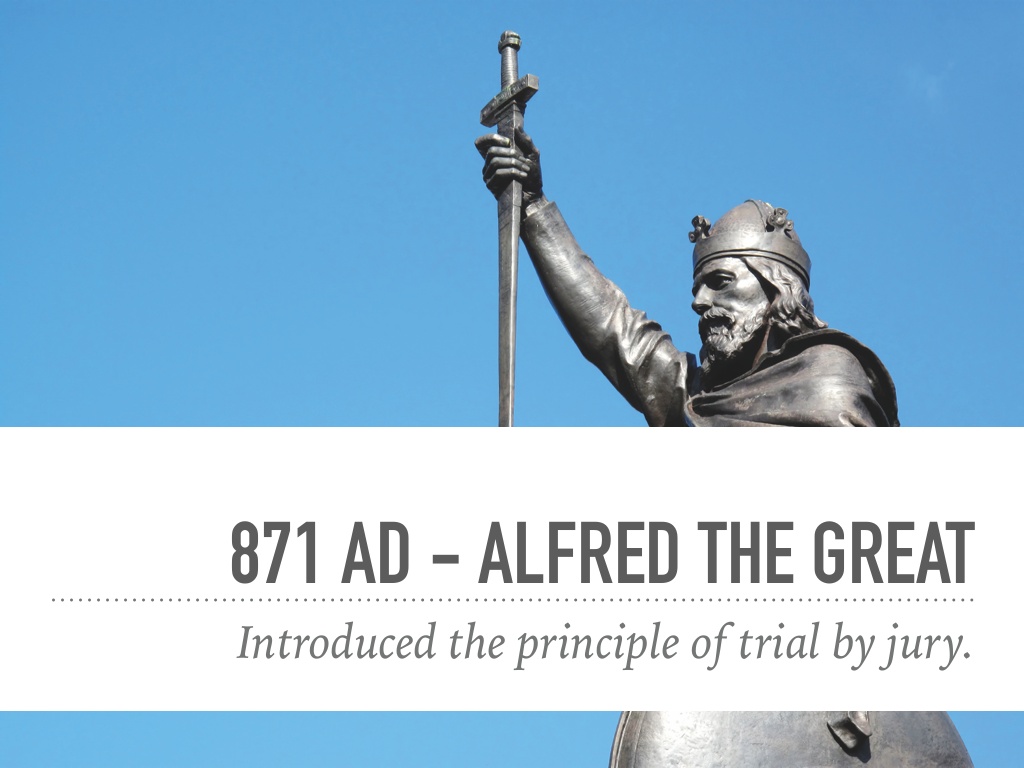 871 AD - ALFRED THE GREAT
Introduced the principle of trial by jury.